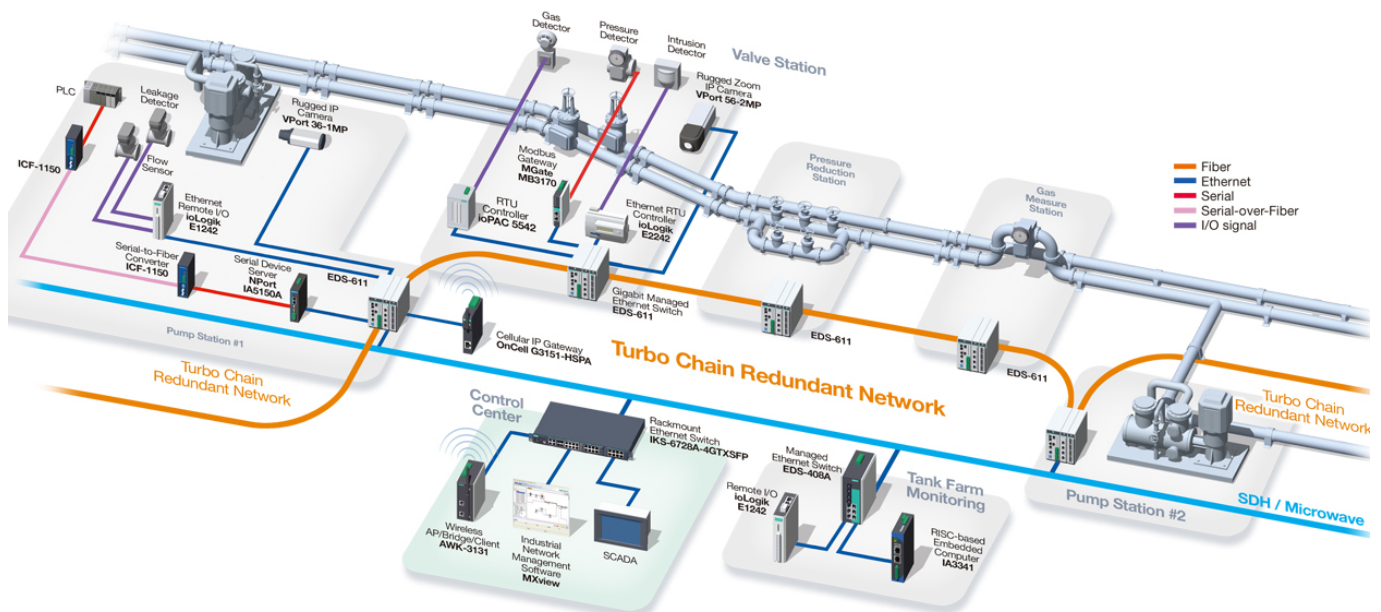 Gas
Detector
Pressure
Detector
Intrusion
Detector
Valve Station
Rugged Zoom
IP Camera
VPort 56-2MP
PLC
Leakage
Detector
Rugged IP
Camera
VPort 36-1MP
ICF-1150
Flow
Sensor
Modbus
Gateway
MGate
MB3170
Pressure
Reduction
Station
Gas
Measure
Station
Fiber
Ethernet
Serial
Serial-over-Fiber
I/O signal
Ethernet
Remote I/O
ioLogik
E1242
RTU
Controller
ioPAC 5542
Ethernet RTU
Controller
ioLogik
E2242
Serial-to-Fiber
Converter
ICF-1150
Serial Device
Server
NPort
IA5150A
EDS-611
Gigabit Managed
Ethernet Switch
EDS-611
EDS-611
EDS-611
Pump Station #1
Cellular IP Gateway
OnCell G3151-HSPA
Turbo Chain
Redundant Network
Turbo Chain Redundant Network
Turbo Chain
Redundant Network
Control
Center
Rackmount
Ethernet Switch
IKS-6728A-4GTXSFP
Managed
Ethernet Switch
EDS-408A
Tank Farm
Monitoring
Remote I/O
ioLogik
E1242
Pump Station #2
SDH / Microwave
Wireless
AP/Bridge/Client
AWK-3131
Industrial
Network
Management
Software
MXview
SCADA
RISC-based
Embedded
Computer
IA3341